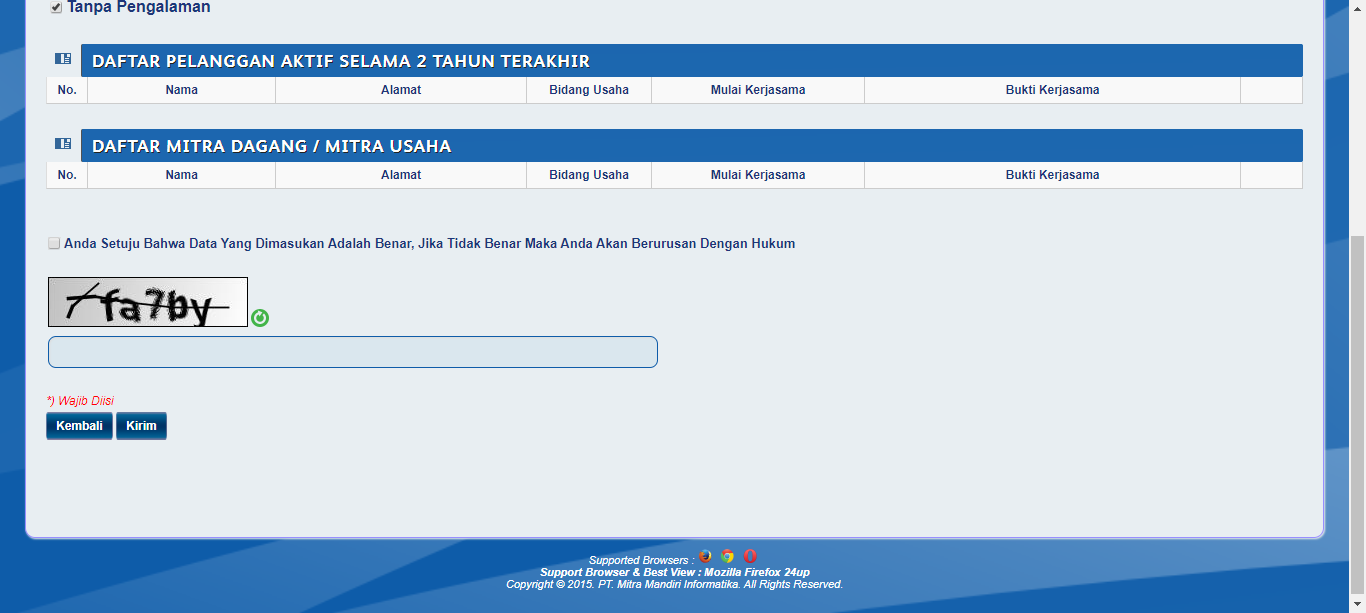 Tanpa Pengalaman
DAFTAR PELANGGAN AKTIF SELAMA 2 TAHUN TERAKHIR
No. Nama Alamat Bidang Usaha Mulai Kerjasama Bukti Kerjasama
DAFTAR MITRA DAGANG / MITRA USAHA
No. Nama Alamat Bidang Usaha Mulai Kerjasama Bukti Kerjasama
Anda Setuju Bahwa Data Yang Dimasukan Adalah Benar, Jika Tidak Benar Maka Anda Akan Berurusan Dengan Hukum
*) Wajib Diisi
Kembali Kirim
Supported Browsers :
Support Browser & Best View : Mozilla Firefox 24up
Copyright © 2015. PT. Mitra Mandiri Informatika. All Rights Reserved.